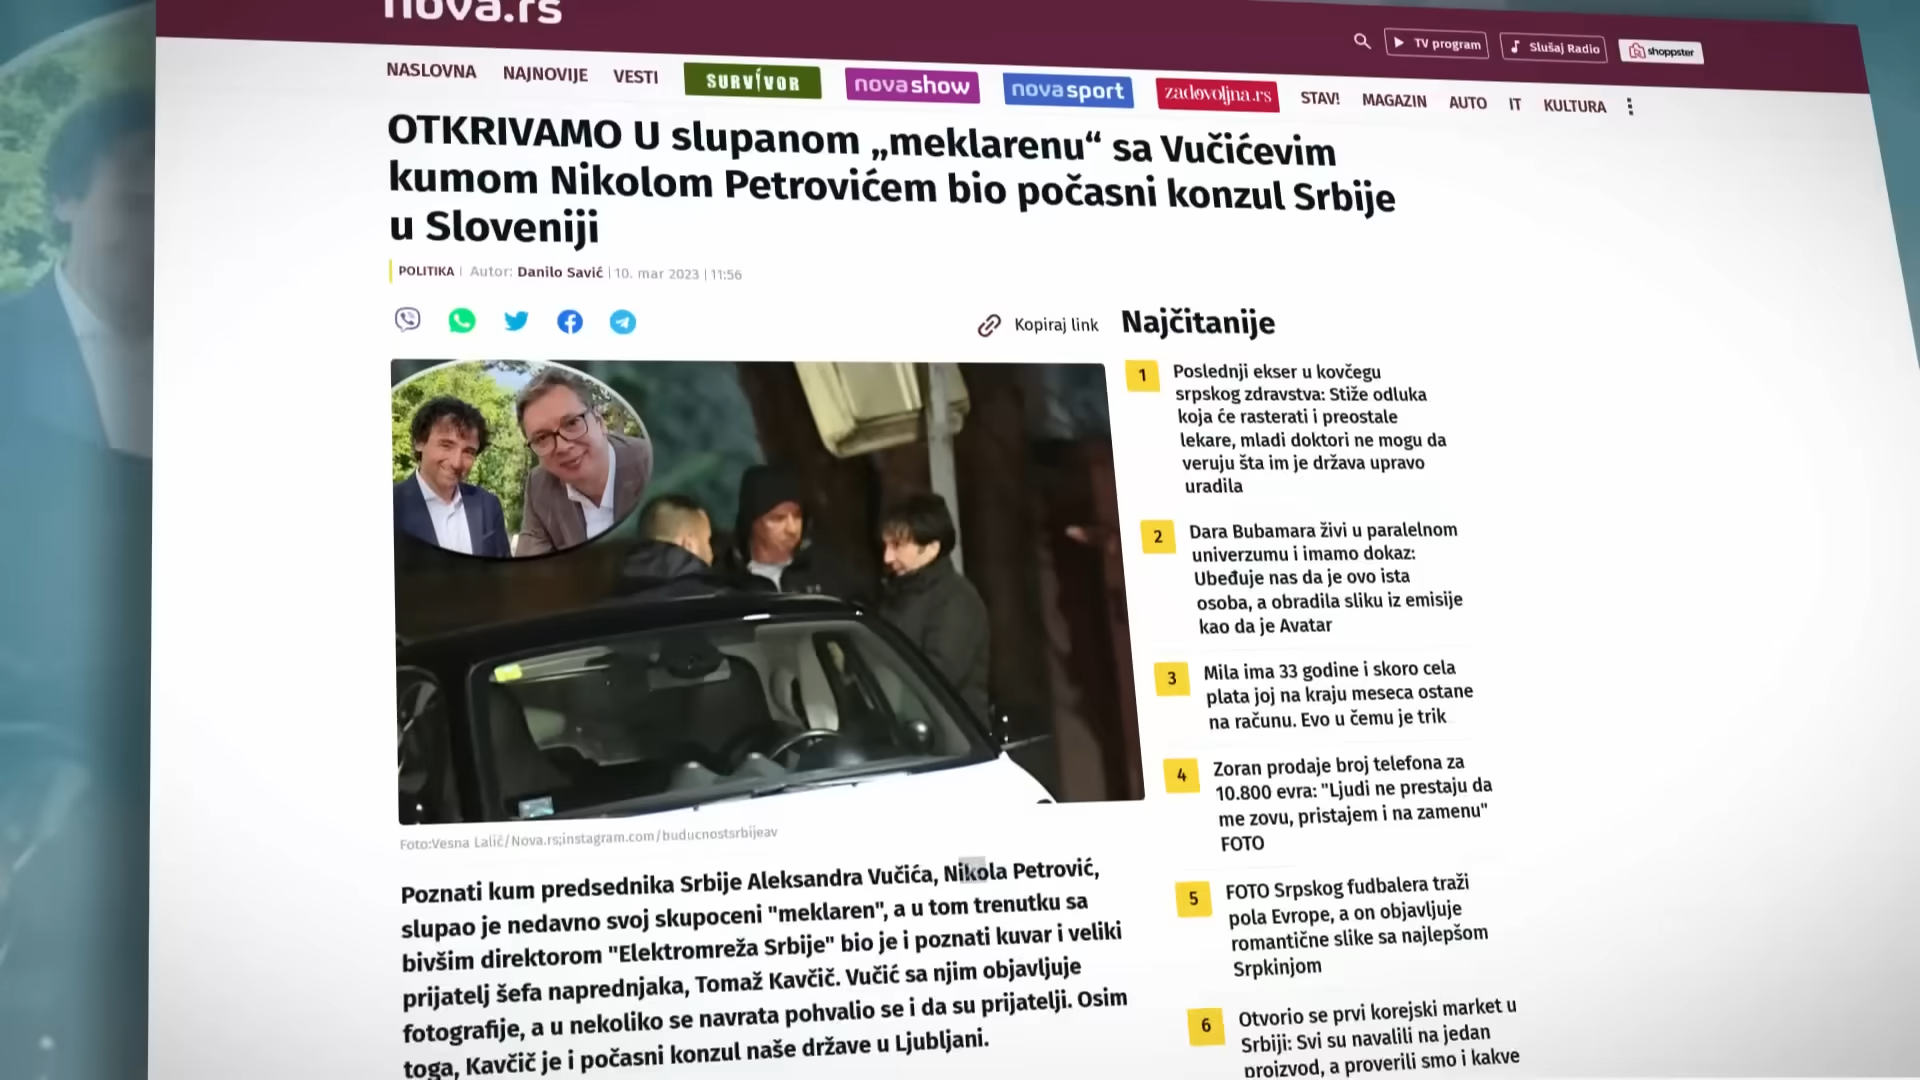 nova.rs
TV program
Slušaj Radio
shoppster
NASLOVNA
NAJNOVIJE
VESTI
SURVIVOR
nova show
nova sport
zadovoljna.rs
STAV!
MAGAZIN
AUTO
IT
KULTURA
OTKRIVAMO U slupanom „meklarenu“ sa Vučićevim
kumom Nikolom Petrovićem bio počasni konzul Srbije
u Sloveniji
POLITIKA | Autor: Danilo Savić | 10. mar 2023 | 11:56
Kopiraj link
Foto:Vesna Lalić/Nova.rs;instagram.com/buducnostsrbijeav
Poznati kum predsednika Srbije Aleksandra Vučića, Nikola Petrović,
slupao je nedavno svoj skupoceni "meklaren", a u tom trenutku sa
bivšim direktorom "Elektromreža Srbije" bio je i poznati kuvar i veliki
prijatelj šefa naprednjaka, Tomaž Kavčič. Vučić sa njim objavljuje
fotografije, a u nekoliko se navrata pohvalio se i da su prijatelji. Osim
toga, Kavčič je i počasni konzul naše države u Ljubljani.
Najčitanije
1
Poslednji ekser u kovčegu
srpskog zdravstva: Stiže odluka
koja će rasterati i preostale
lekare, mladi doktori ne mogu da
veruju šta im je država upravo
uradila
2
Dara Bubamara živi u paralelnom
univerzumu i imamo dokaz:
Ubeđuje nas da je ovo ista
osoba, a obradila sliku iz emisije
kao da je Avatar
3
Mila ima 33 godine i skoro cela
plata joj na kraju meseca ostane
na računu. Evo u čemu je trik
4
Zoran prodaje broj telefona za
10.800 evra: "Ljudi ne prestaju da
me zovu, pristajem i na zamenu"
FOTO
5
FOTO Srpskog fudbalera traži
pola Evrope, a on objavljuje
romantične slike sa najlepšom
Srpkinjom
6
Otvorio se prvi korejski market u
Srbiji: Svi su navalili na jedan
proizvod, a proverili smo i kakve